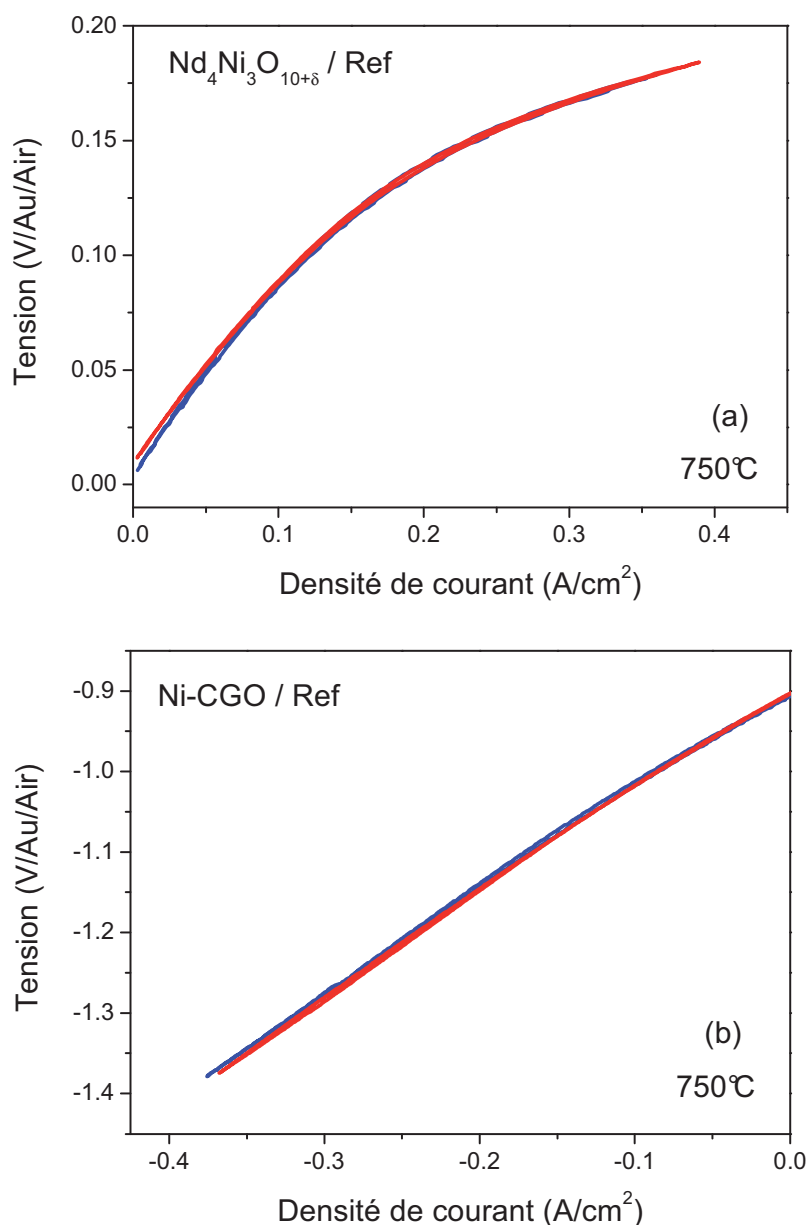 0.20
Nd₄Ni₃O₁₀₊δ / Ref
0.15
0.10
0.05
0.00
Tension (V/Au/Air)
(a)
750°C
0.0 0.1 0.2 0.3 0.4
Densité de courant (A/cm²)
-0.9
Ni-CGO / Ref
-1.0
-1.1
-1.2
-1.3
-1.4
Tension (V/Au/Air)
(b)
750°C
-0.4 -0.3 -0.2 -0.1 0.0
Densité de courant (A/cm²)